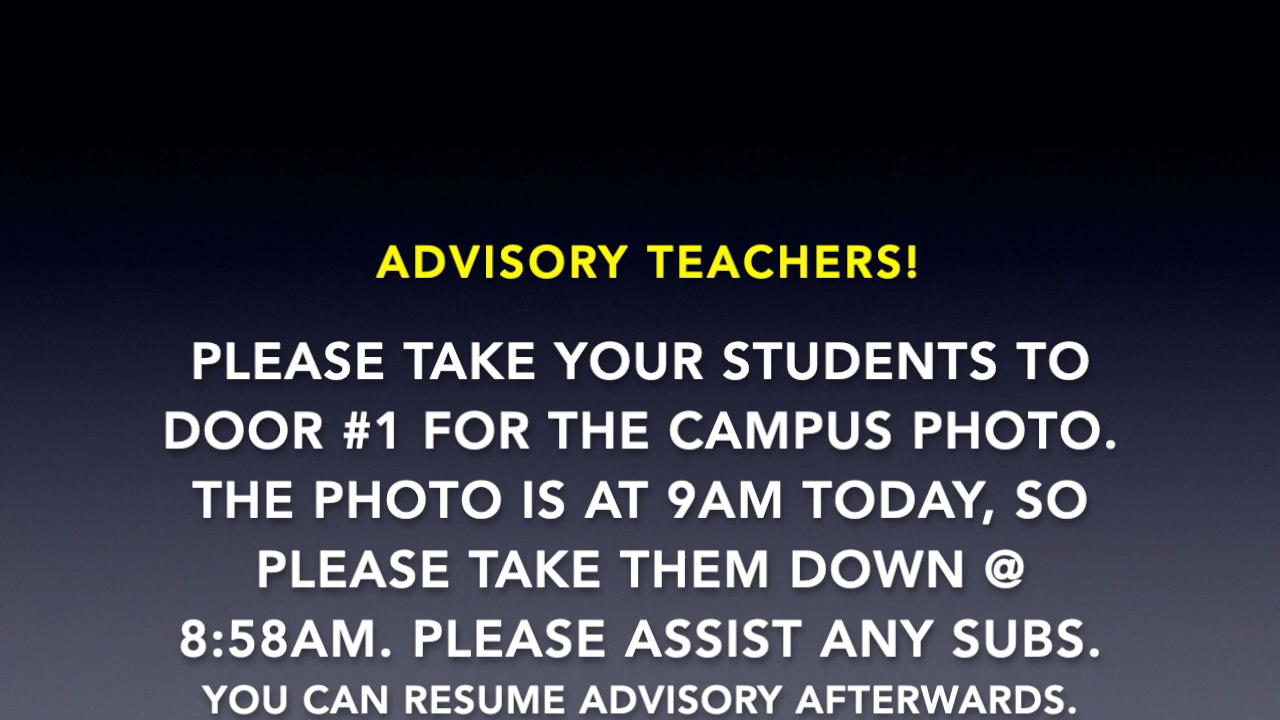 ADVISORY TEACHERS!
PLEASE TAKE YOUR STUDENTS TO
DOOR #1 FOR THE CAMPUS PHOTO.
THE PHOTO IS AT 9AM TODAY, SO
PLEASE TAKE THEM DOWN @
8:58AM. PLEASE ASSIST ANY SUBS.
YOU CAN RESUME ADVISORY AFTERWARDS.